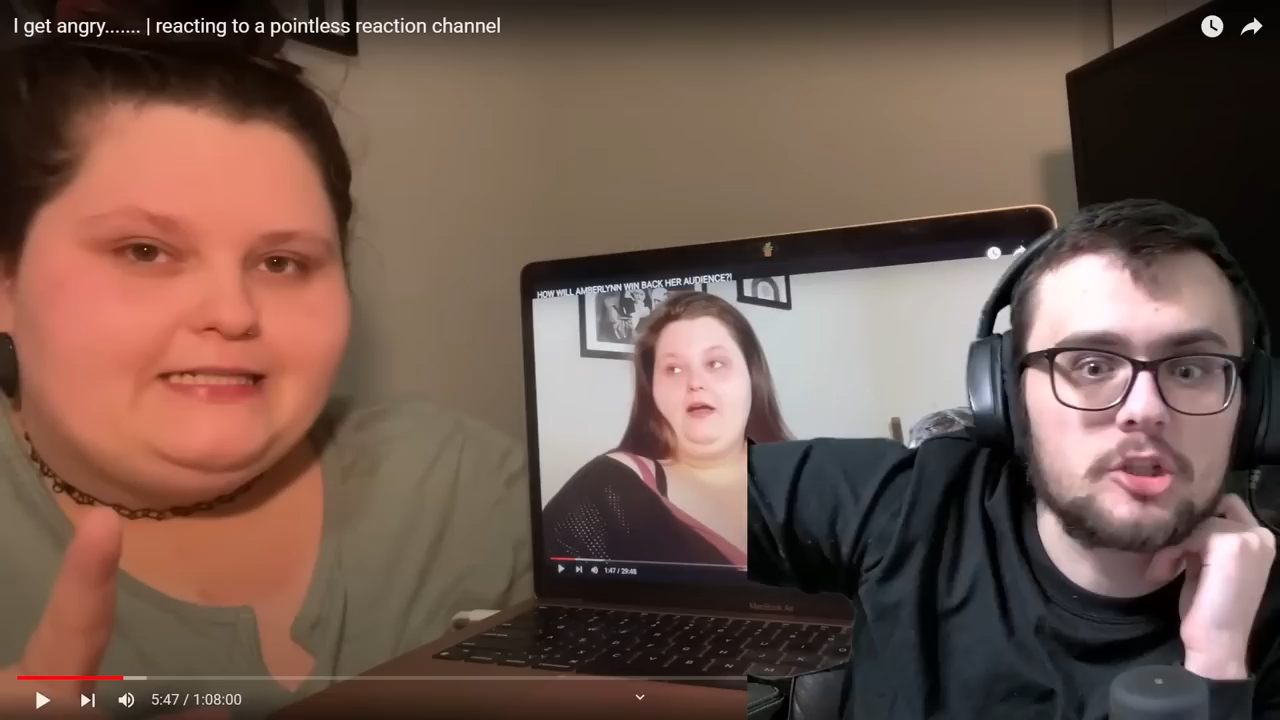 I get angry....... | reacting to a pointless reaction channel
HOW WILL AMBERLYNN WIN BACK HER AUDIENCE?!
1:47 / 29:48
MacBook Air
5:47 / 1:08:00